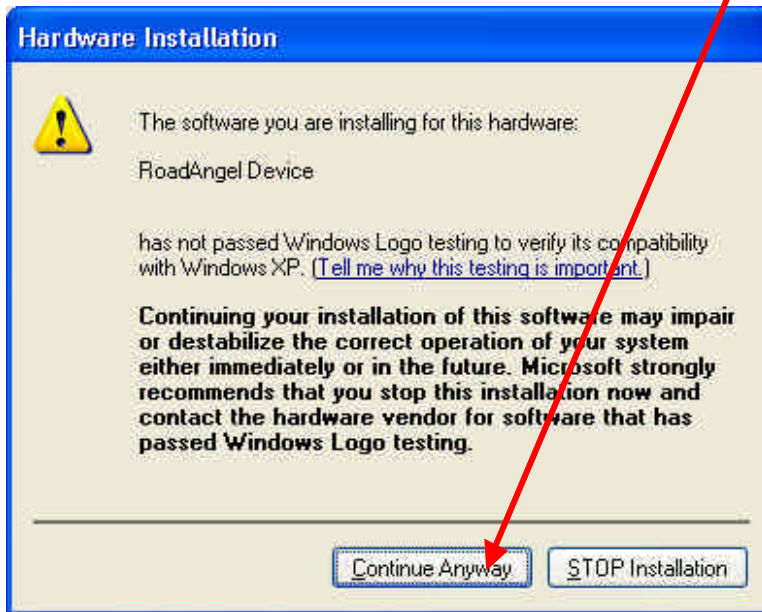 Hardware Installation
The software you are installing for this hardware:
RoadAngel Device
has not passed Windows Logo testing to verify its compatibility
with Windows XP. (Tell me why this testing is important.)
Continuing your installation of this software may impair
or destabilize the correct operation of your system
either immediately or in the future. Microsoft strongly
recommends that you stop this installation now and
contact the hardware vendor for software that has
passed Windows Logo testing.
Continue Anyway
STOP Installation